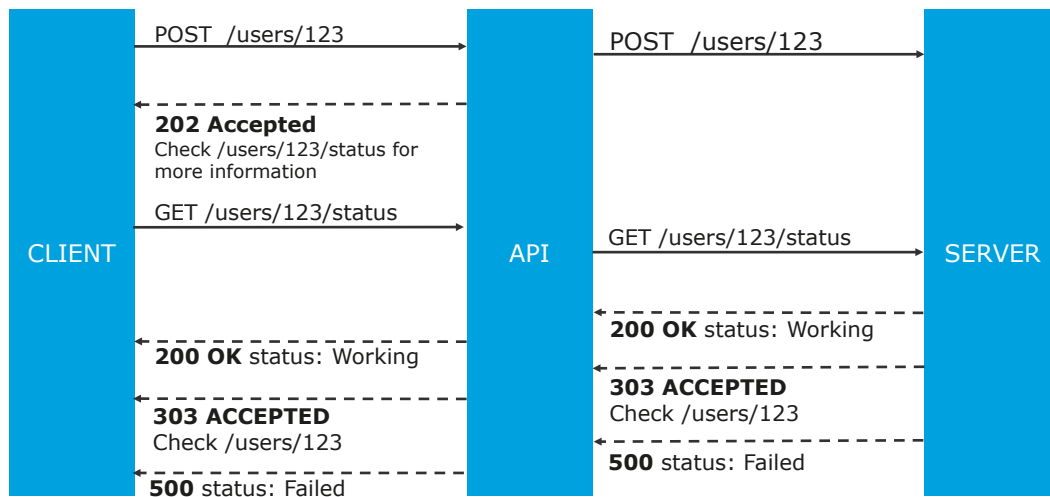 POST /users/123
POST /users/123
202 Accepted
Check /users/123/status for
more information
GET /users/123/status
GET /users/123/status
CLIENT
API
SERVER
200 OK status: Working
200 OK status: Working
303 ACCEPTED
Check /users/123
303 ACCEPTED
Check /users/123
500 status: Failed
500 status: Failed